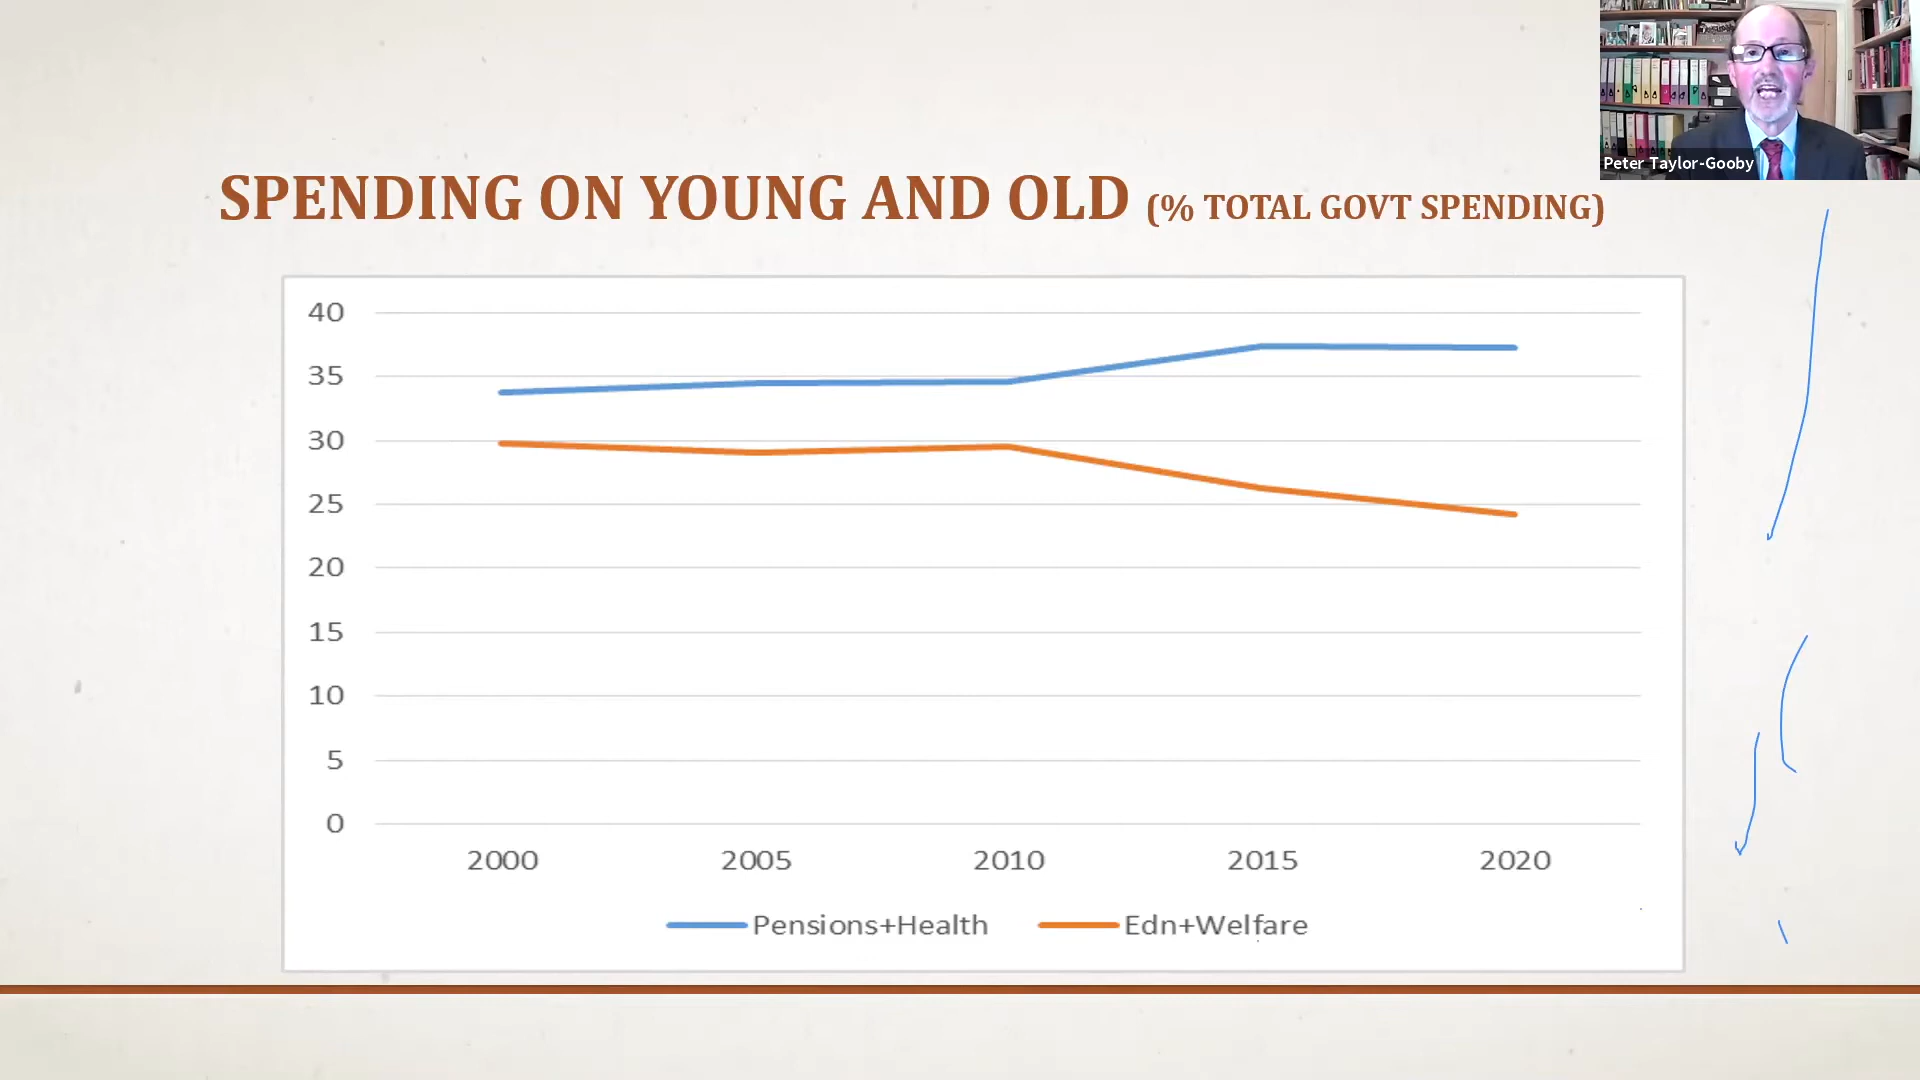 Peter Taylor-Gooby
SPENDING ON YOUNG AND OLD (% TOTAL GOVT SPENDING)
40
35
30
25
20
15
10
5
0
2000 2005 2010 2015 2020
Pensions+Health Edn+Welfare